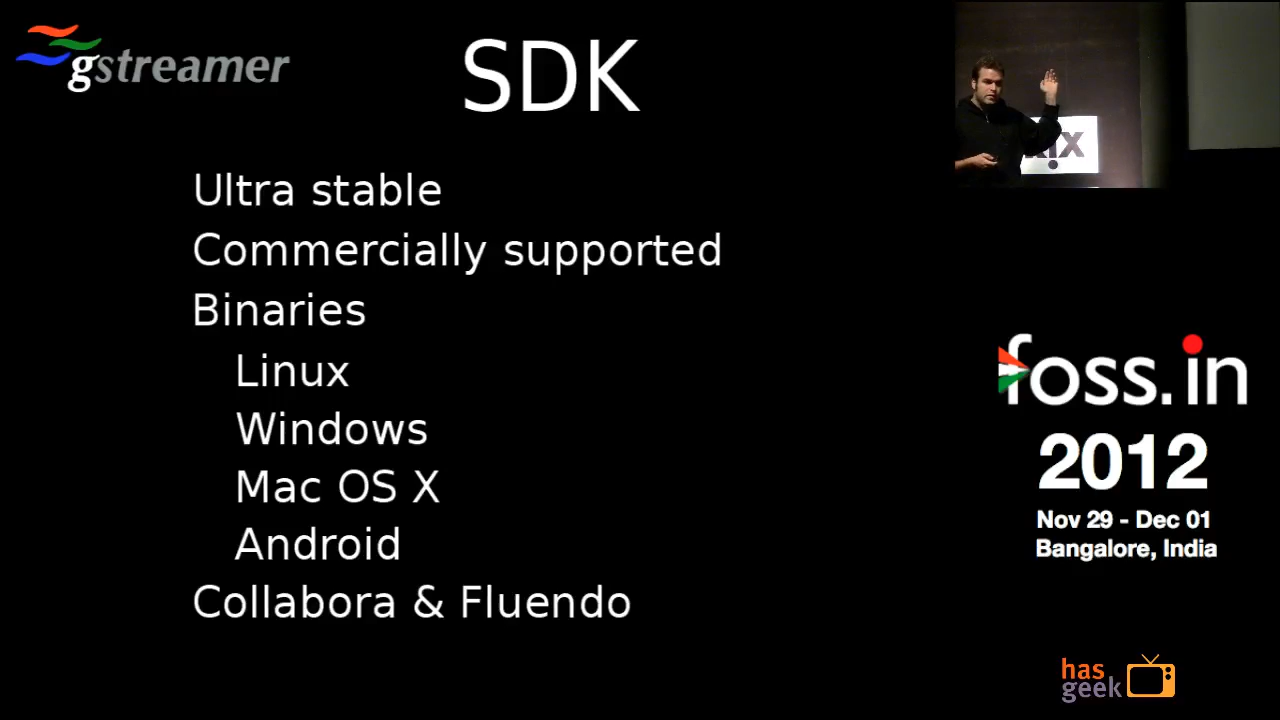 gstreamer
SDK
Ultra stable
Commercially supported
Binaries
Linux
Windows
Mac OS X
Android
Collabora & Fluendo
foss.in
2012
Nov 29 - Dec 01
Bangalore, India
has
geek